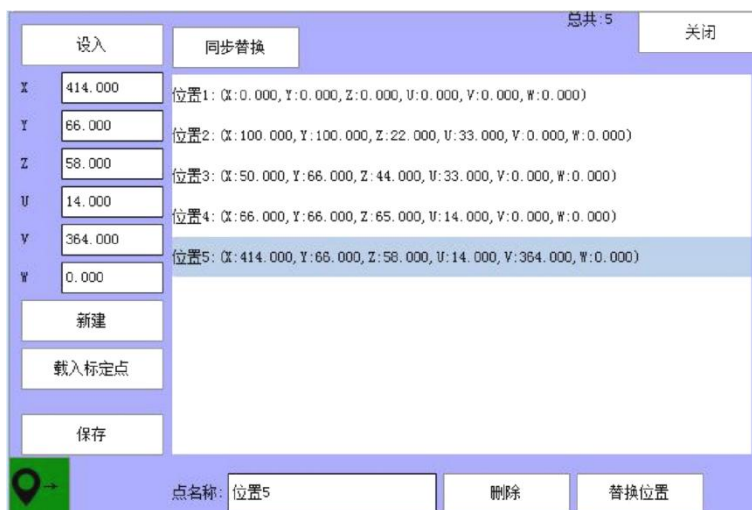 总共:5
关闭
设入
同步替换
X 414.000
Y 66.000
Z 58.000
U 14.000
V 364.000
W 0.000
位置1: (X:0.000,Y:0.000,Z:0.000,U:0.000,V:0.000,W:0.000)
位置2: (X:100.000,Y:100.000,Z:22.000,U:33.000,V:0.000,W:0.000)
位置3: (X:50.000,Y:66.000,Z:44.000,U:33.000,V:0.000,W:0.000)
位置4: (X:66.000,Y:66.000,Z:65.000,U:14.000,V:0.000,W:0.000)
位置5: (X:414.000,Y:66.000,Z:58.000,U:14.000,V:364.000,W:0.000)
新建
载入标定点
保存
点名称: 位置5
删除
替换位置